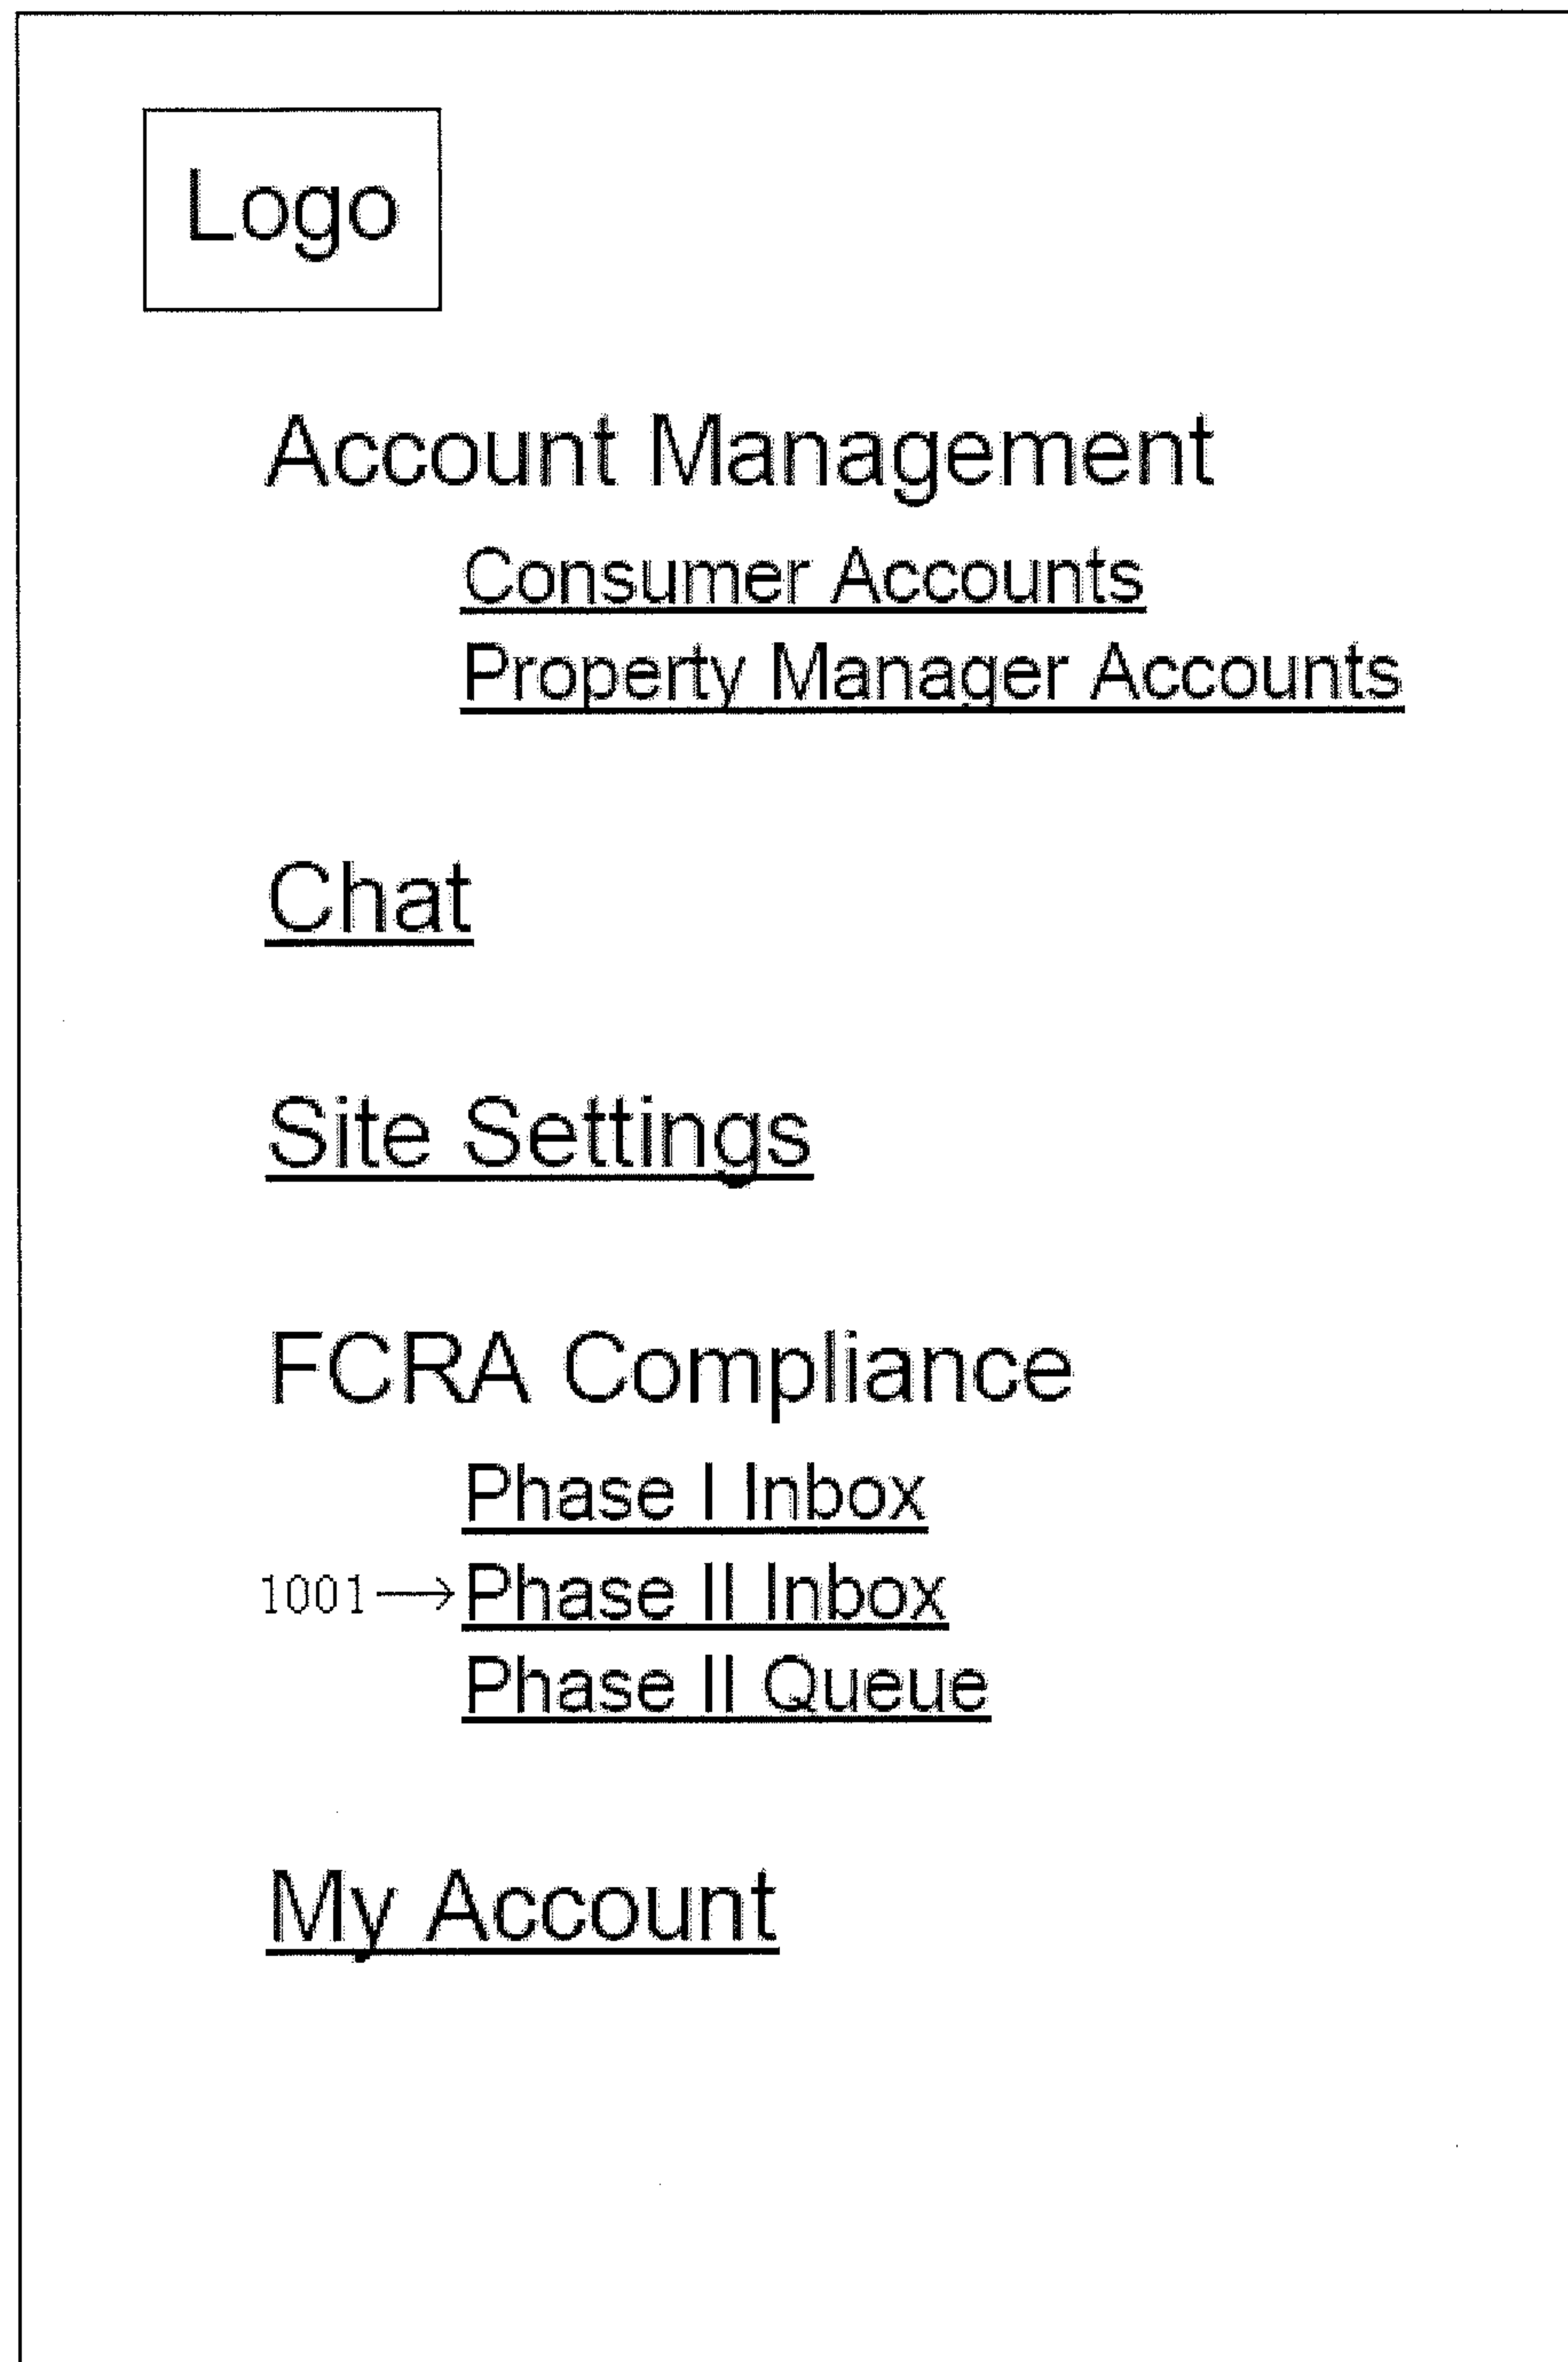 Logo
Account Management
Consumer Accounts
Property Manager Accounts
Chat
Site Settings
FCRA Compliance
Phase I Inbox
1001 Phase II Inbox
Phase II Queue
My Account